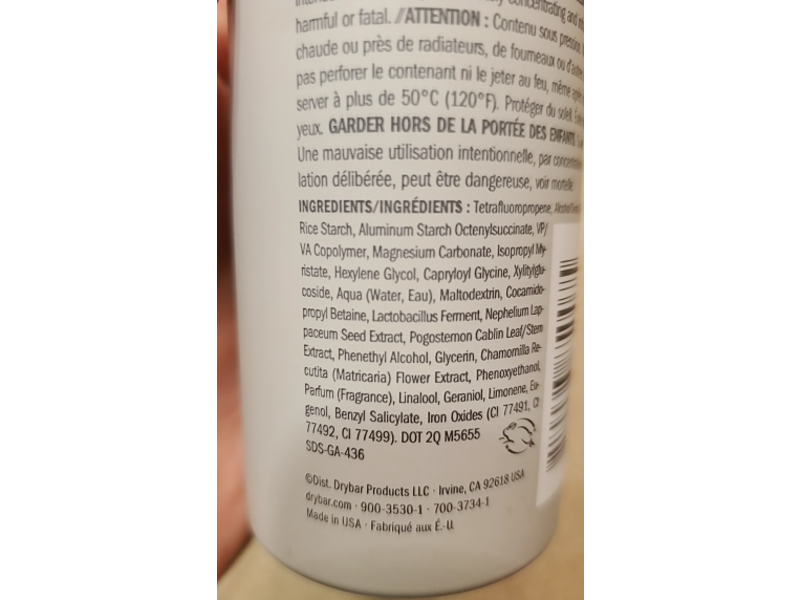 concentrating and
harmful or fatal. //ATTENTION : Contenu sous pression.
chaude ou près de radiateurs, de fourneaux ou d'autre
pas perforer le contenant ni le jeter au feu, même
server à plus de 50°C (120°F). Protéger du soleil.
yeux. GARDER HORS DE LA PORTÉE DES ENFANTS.
Une mauvaise utilisation intentionnelle, par
lation délibérée, peut être dangereuse, voir mortelle.
INGREDIENTS/INGRÉDIENTS : Tetrafluoropropene, Alcohol
Rice Starch, Aluminum Starch Octenylsuccinate, VP/
VA Copolymer, Magnesium Carbonate, Isopropyl My-
ristate, Hexylene Glycol, Capryloyl Glycine, Xylitylglu-
coside, Aqua (Water, Eau), Maltodextrin, Cocamido-
propyl Betaine, Lactobacillus Ferment, Nephelium Lap-
paceum Seed Extract, Pogostemon Cablin Leaf/Stem
Extract, Phenethyl Alcohol, Glycerin, Chamomilla Re-
cutita (Matricaria) Flower Extract, Phenoxyethanol,
Parfum (Fragrance), Linalool, Geraniol, Limonene, Eu-
genol, Benzyl Salicylate, Iron Oxides (CI 77491, CI
77492, CI 77499). DOT 2Q M5655
SDS-GA-436
©Dist. Drybar Products LLC · Irvine, CA 92618 USA
drybar.com · 900-3530-1 · 700-3734-1
Made in USA · Fabriqué aux É.-U.